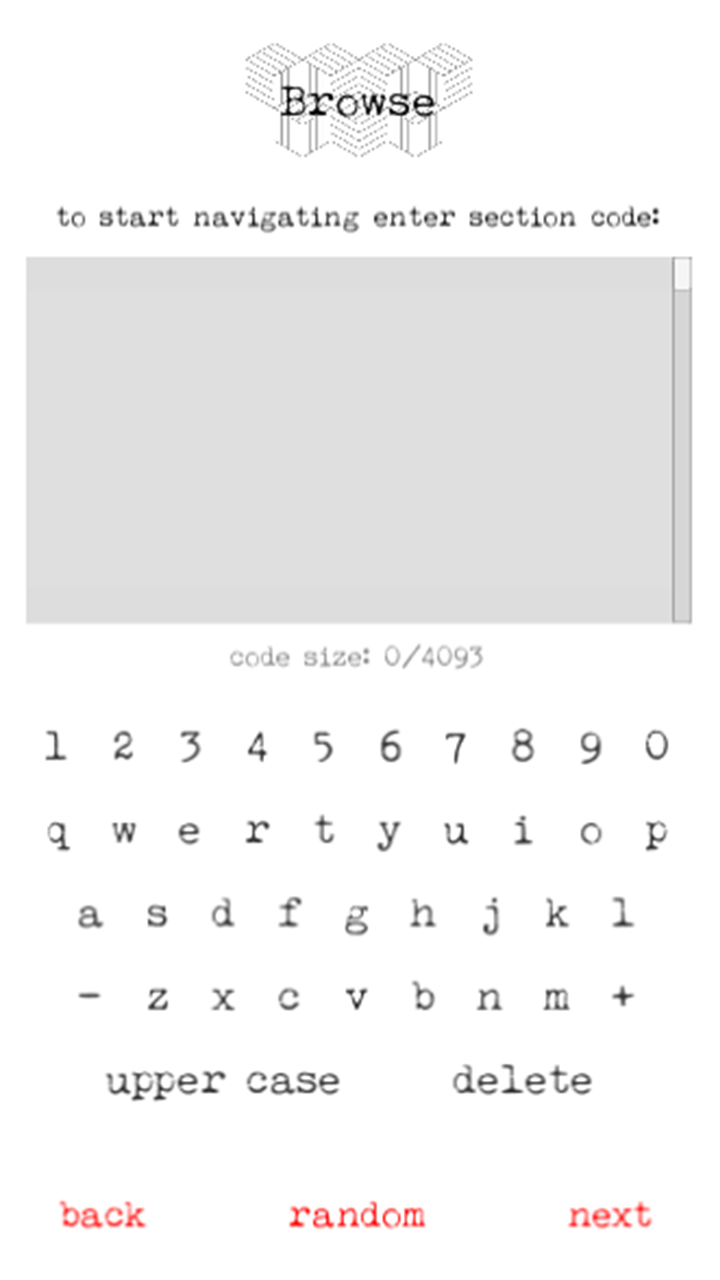 Browse
to start navigating enter section code:
code size: 0/4093
1 2 3 4 5 6 7 8 9 0
q w e r t y u i o p
a s d f g h j k l
- z x c v b n m +
upper case delete
back random next